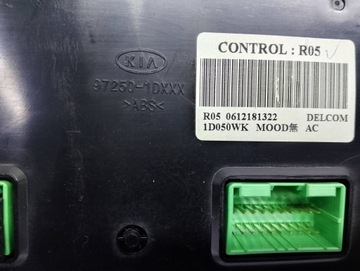 KIA
97250-1DXXX
>ABS<
CONTROL : R05
R05 0612181322 DELCOM
1D050WK MOOD無 AC